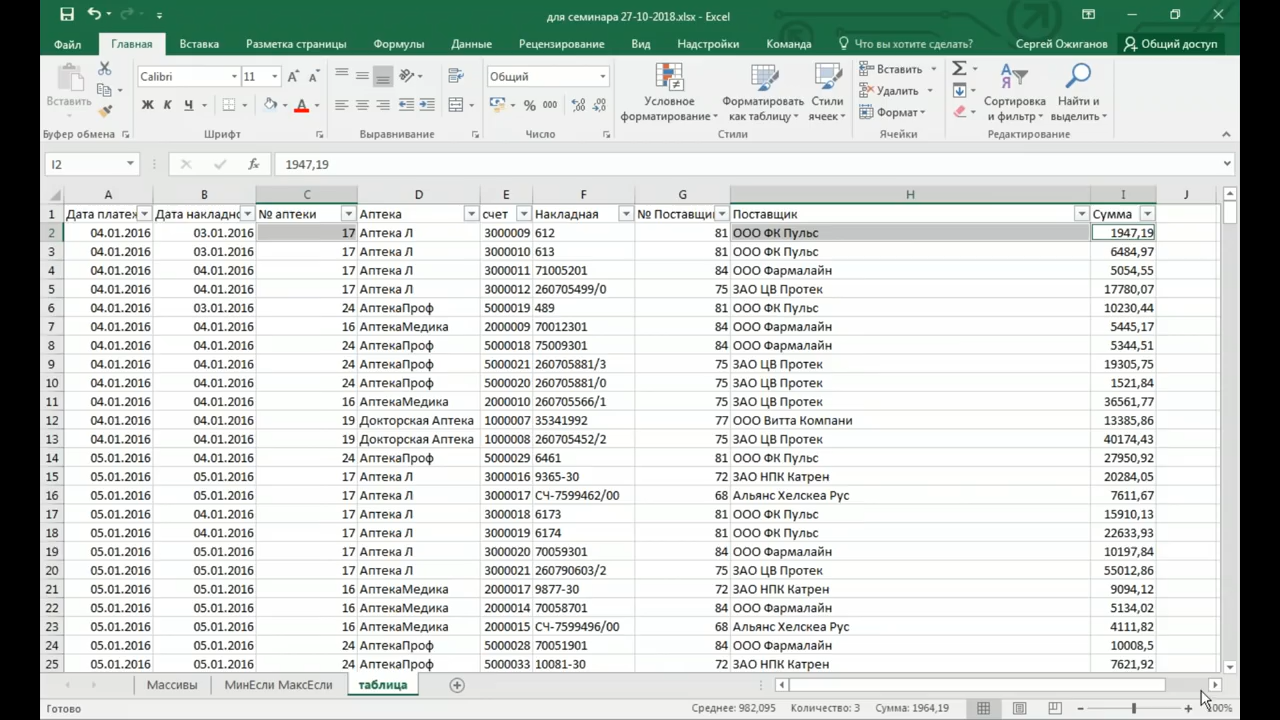 для семинара 27-10-2018.xlsx - Excel
Файл Главная Вставка Разметка страницы Формулы Данные Рецензирование Вид Надстройки Команда Что вы хотите сделать? Сергей Ожиганов Общий доступ
Вставить
Буфер обмена
Calibri 11
Ж К Ч
Шрифт
Выравнивание
Общий
% 000
Число
Условное форматирование
Форматировать как таблицу
Стили ячеек
Стили
Вставить
Удалить
Формат
Ячейки
Сортировка и фильтр
Найти и выделить
Редактирование
I2 fx 1947,19
A B C D E F G H I J
1 Дата платех Дата накладно № аптеки Аптека счет Накладная № Поставщи Поставщик Сумма
2 04.01.2016 03.01.2016 17 Аптека Л 3000009 612 81 ООО ФК Пульс 1947,19
3 04.01.2016 03.01.2016 17 Аптека Л 3000010 613 81 ООО ФК Пульс 6484,97
4 04.01.2016 04.01.2016 17 Аптека Л 3000011 71005201 84 ООО Фармалайн 5054,55
5 04.01.2016 04.01.2016 17 Аптека Л 3000012 260705499/0 75 ЗАО ЦВ Протек 17780,07
6 04.01.2016 03.01.2016 24 АптекаПроф 5000019 489 81 ООО ФК Пульс 10230,44
7 04.01.2016 04.01.2016 16 АптекаМедика 2000009 70012301 84 ООО Фармалайн 5445,17
8 04.01.2016 04.01.2016 24 АптекаПроф 5000018 75009301 84 ООО Фармалайн 5344,51
9 04.01.2016 04.01.2016 24 АптекаПроф 5000021 260705881/3 75 ЗАО ЦВ Протек 19305,75
10 04.01.2016 04.01.2016 24 АптекаПроф 5000020 260705881/0 75 ЗАО ЦВ Протек 1521,84
11 04.01.2016 04.01.2016 16 АптекаМедика 2000010 260705566/1 75 ЗАО ЦВ Протек 36561,77
12 04.01.2016 04.01.2016 19 Докторская Аптека 1000007 35341992 77 ООО Витта Компани 13385,86
13 04.01.2016 04.01.2016 19 Докторская Аптека 1000008 260705452/2 75 ЗАО ЦВ Протек 40174,43
14 05.01.2016 04.01.2016 24 АптекаПроф 5000029 6461 81 ООО ФК Пульс 27950,92
15 05.01.2016 05.01.2016 17 Аптека Л 3000016 9365-30 72 ЗАО НПК Катрен 20284,05
16 05.01.2016 05.01.2016 17 Аптека Л 3000017 СЧ-7599462/00 68 Альянс Хелскеа Рус 7611,67
17 05.01.2016 04.01.2016 17 Аптека Л 3000018 6173 81 ООО ФК Пульс 15910,13
18 05.01.2016 04.01.2016 17 Аптека Л 3000019 6174 81 ООО ФК Пульс 22633,93
19 05.01.2016 05.01.2016 17 Аптека Л 3000020 70059301 84 ООО Фармалайн 10197,84
20 05.01.2016 05.01.2016 17 Аптека Л 3000021 260790603/2 75 ЗАО ЦВ Протек 55012,86
21 05.01.2016 05.01.2016 16 АптекаМедика 2000017 9877-30 72 ЗАО НПК Катрен 9094,12
22 05.01.2016 05.01.2016 16 АптекаМедика 2000014 70058701 84 ООО Фармалайн 5134,02
23 05.01.2016 05.01.2016 16 АптекаМедика 2000015 СЧ-7599496/00 68 Альянс Хелскеа Рус 4111,82
24 05.01.2016 05.01.2016 24 АптекаПроф 5000028 70051901 84 ООО Фармалайн 10008,5
25 05.01.2016 05.01.2016 24 АптекаПроф 5000033 10081-30 72 ЗАО НПК Катрен 7621,92
Массивы МинЕсли МаксЕсли таблица
Готово Среднее: 982,095 Количество: 3 Сумма: 1964,19 100%